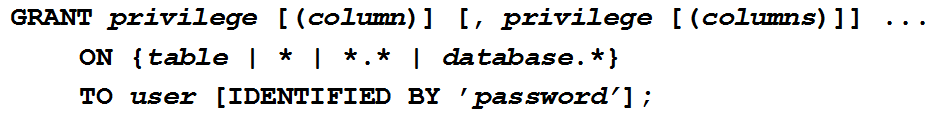 GRANT privilege [(column)] [, privilege [(columns)]] ...
ON {table | * | *.* | database.*}
TO user [IDENTIFIED BY ′password′];